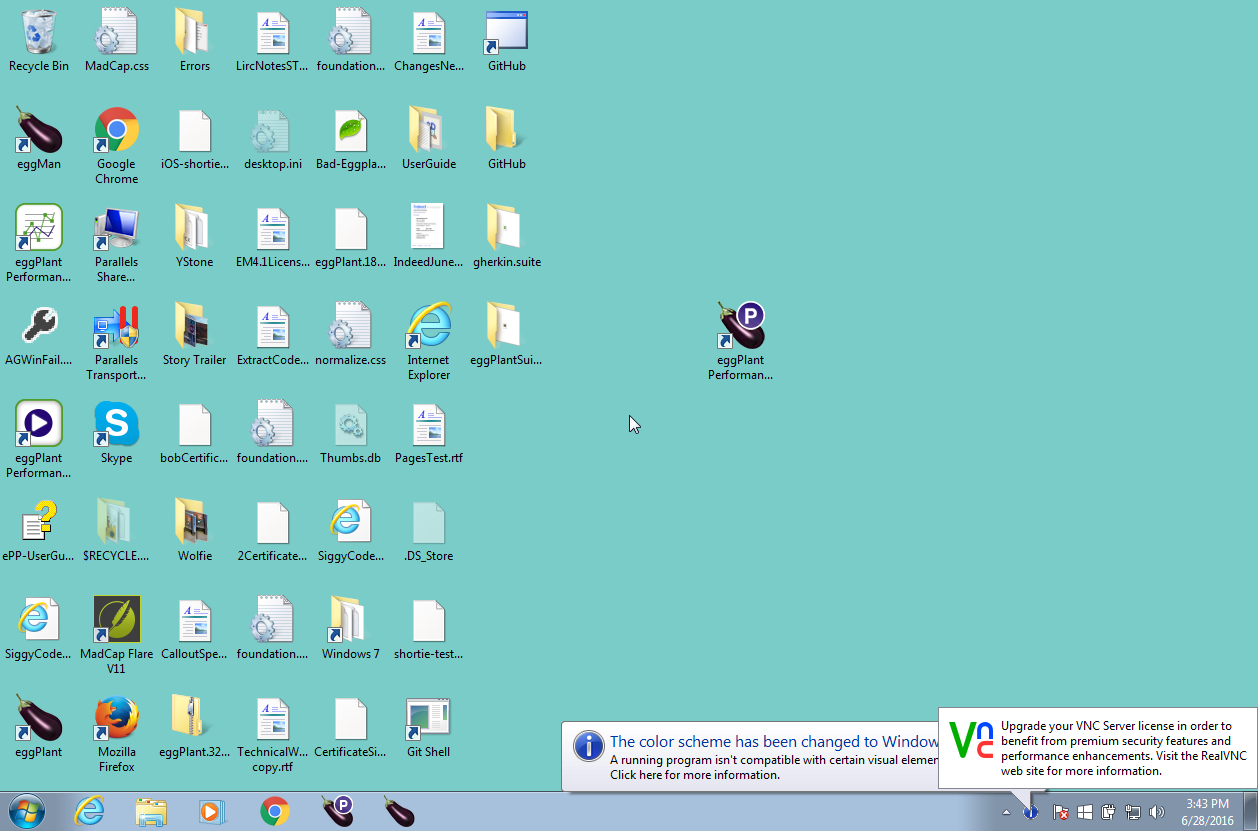 Recycle Bin
MadCap.css
Errors
LircNotesST...
foundation...
ChangesNe...
GitHub
eggMan
Google
Chrome
iOS-shortie...
desktop.ini
Bad-Eggpla...
UserGuide
GitHub
eggPlant
Performan...
Parallels
Share...
YStone
EM4.1Licens...
eggPlant.18...
IndeedJune...
gherkin.suite
AGWinFail....
Parallels
Transport...
Story Trailer
ExtractCode...
normalize.css
Internet
Explorer
eggPlantSui...
P
eggPlant
Performan...
eggPlant
Performan...
Skype
bobCertific...
foundation....
Thumbs.db
PagesTest.rtf
ePP-UserGu...
$RECYCLE....
Wolfie
2Certificate...
SiggyCode...
.DS_Store
SiggyCode...
MadCap Flare
V11
CalloutSpe...
foundation....
Windows 7
shortie-test...
eggPlant
Mozilla
Firefox
eggPlant.32...
TechnicalW...
copy.rtf
CertificateSi...
Git Shell
The color scheme has been changed to Window
A running program isn't compatible with certain visual elemen
Click here for more information.
Upgrade your VNC Server license in order to
benefit from premium security features and
performance enhancements. Visit the RealVNC
web site for more information.
3:43 PM
6/28/2016